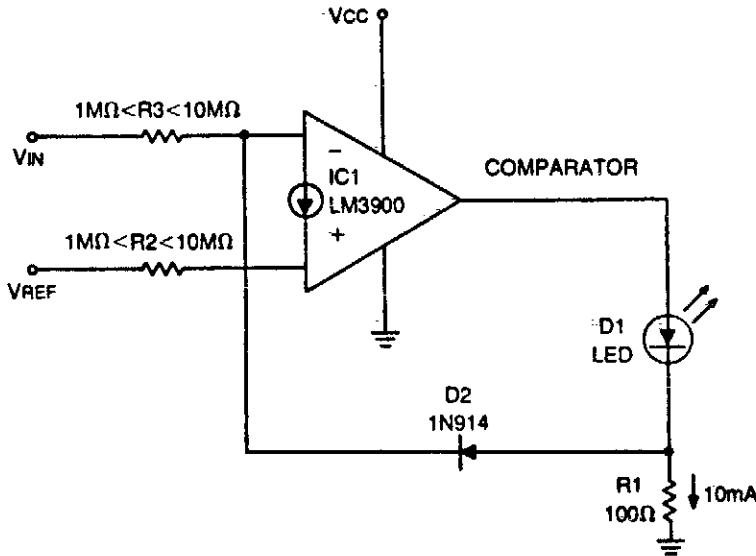 VCC
1MΩ<R3<10MΩ
VIN
−
IC1
LM3900
+
COMPARATOR
1MΩ<R2<10MΩ
VREF
D1
LED
D2
1N914
R1
100Ω
10mA